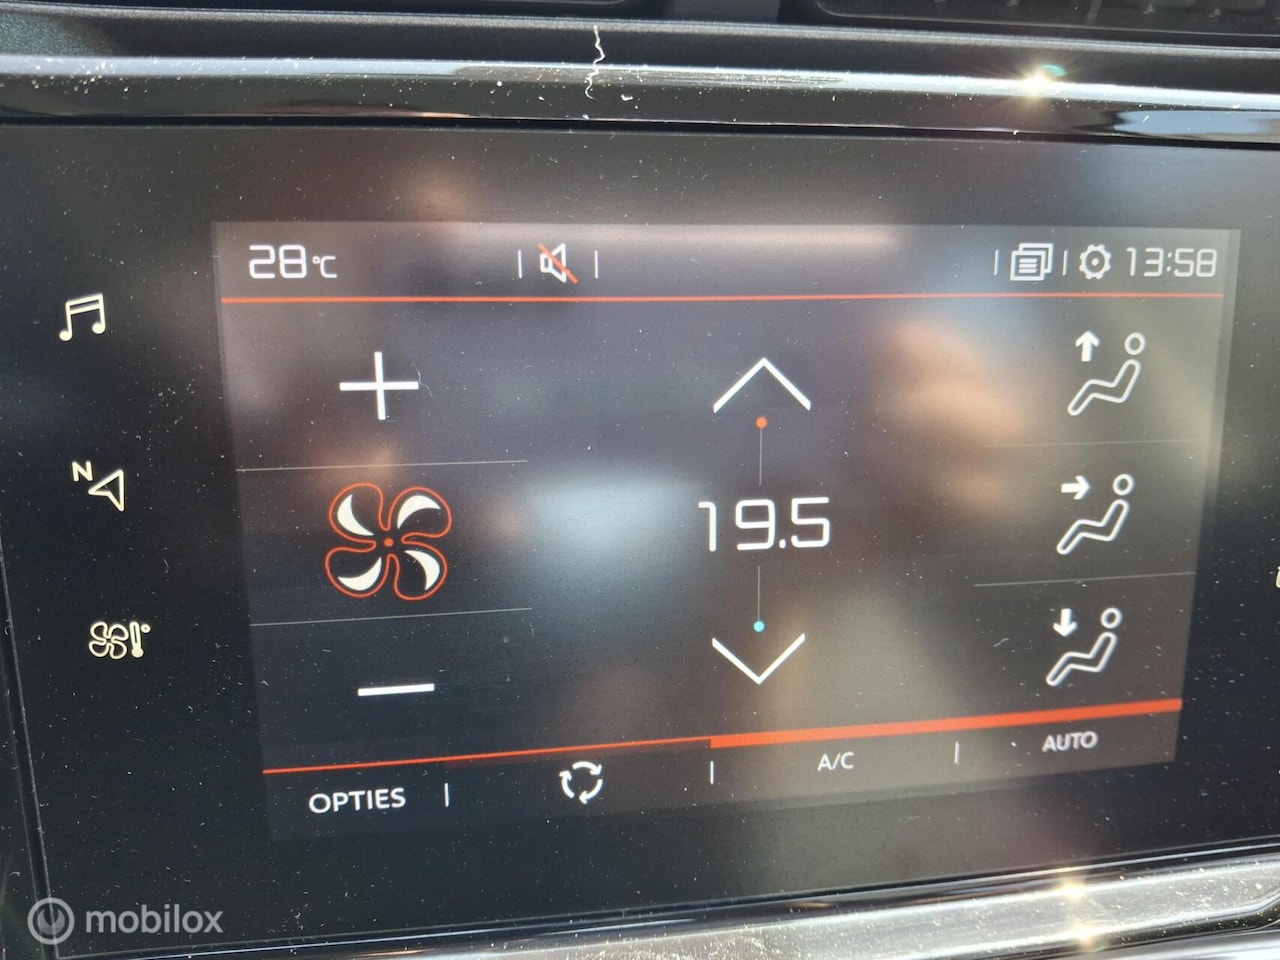 28°C
13:58
N
19.5
OPTIES
A/C
AUTO
mobilox